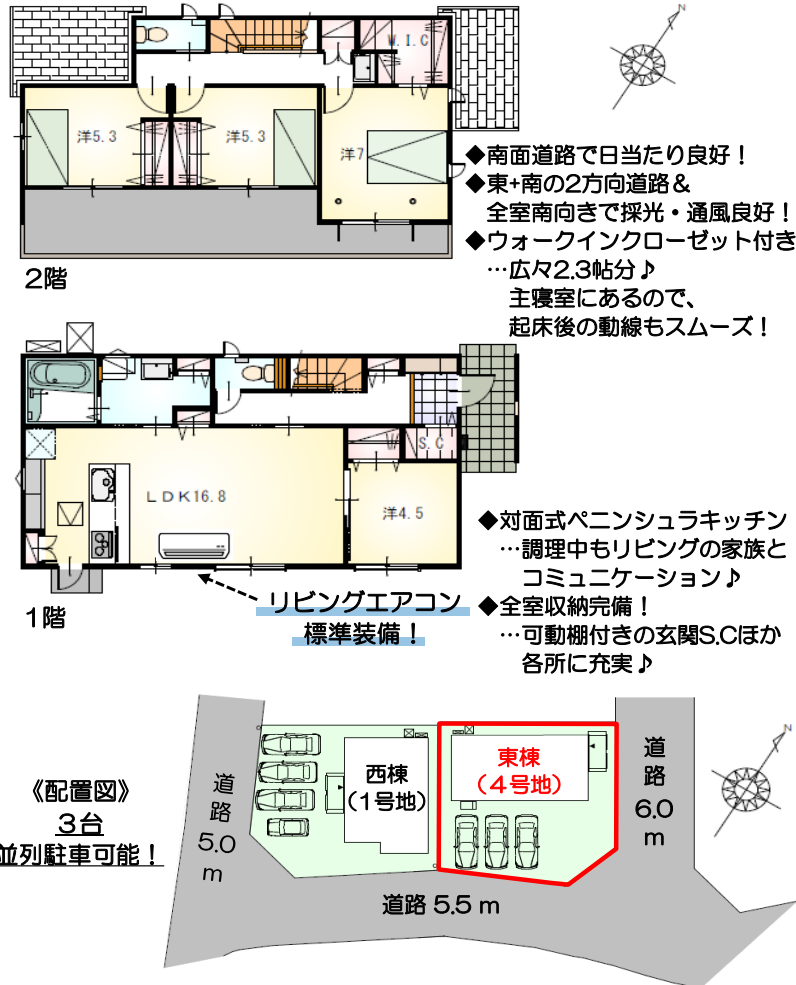 N
W.I.C
洋5.3
洋5.3
洋7
2階
◆南面道路で日当たり良好！
◆東+南の2方向道路＆
全室南向きで採光・通風良好！
◆ウォークインクローゼット付き
…広々2.3帖分♪
主寝室にあるので、
起床後の動線もスムーズ！
S.C
LDK16.8
洋4.5
1階
リビングエアコン
標準装備！
◆対面式ペニンシュラキッチン
…調理中もリビングの家族と
コミュニケーション♪
◆全室収納完備！
…可動棚付きの玄関S.Cほか
各所に充実♪
《配置図》
3台
並列駐車可能！
道路
5.0
m
西棟
（1号地）
東棟
（4号地）
道路
6.0
m
道路 5.5 m
N